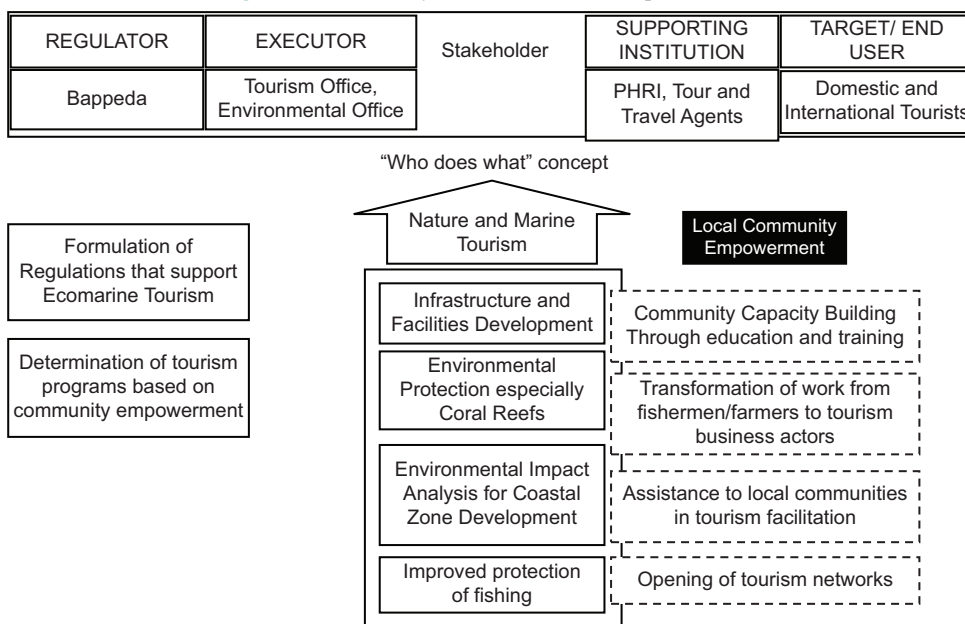 REGULATOR
EXECUTOR
Stakeholder
SUPPORTING
INSTITUTION
TARGET/ END
USER
Bappeda
Tourism Office,
Environmental Office
PHRI, Tour and
Travel Agents
Domestic and
International Tourists
“Who does what” concept
Nature and Marine
Tourism
Local Community
Empowerment
Formulation of
Regulations that support
Ecomarine Tourism
Determination of tourism
programs based on
community empowerment
Infrastructure and
Facilities Development
Environmental
Protection especially
Coral Reefs
Environmental Impact
Analysis for Coastal
Zone Development
Improved protection
of fishing
Community Capacity Building
Through education and training
Transformation of work from
fishermen/farmers to tourism
business actors
Assistance to local communities
in tourism facilitation
Opening of tourism networks